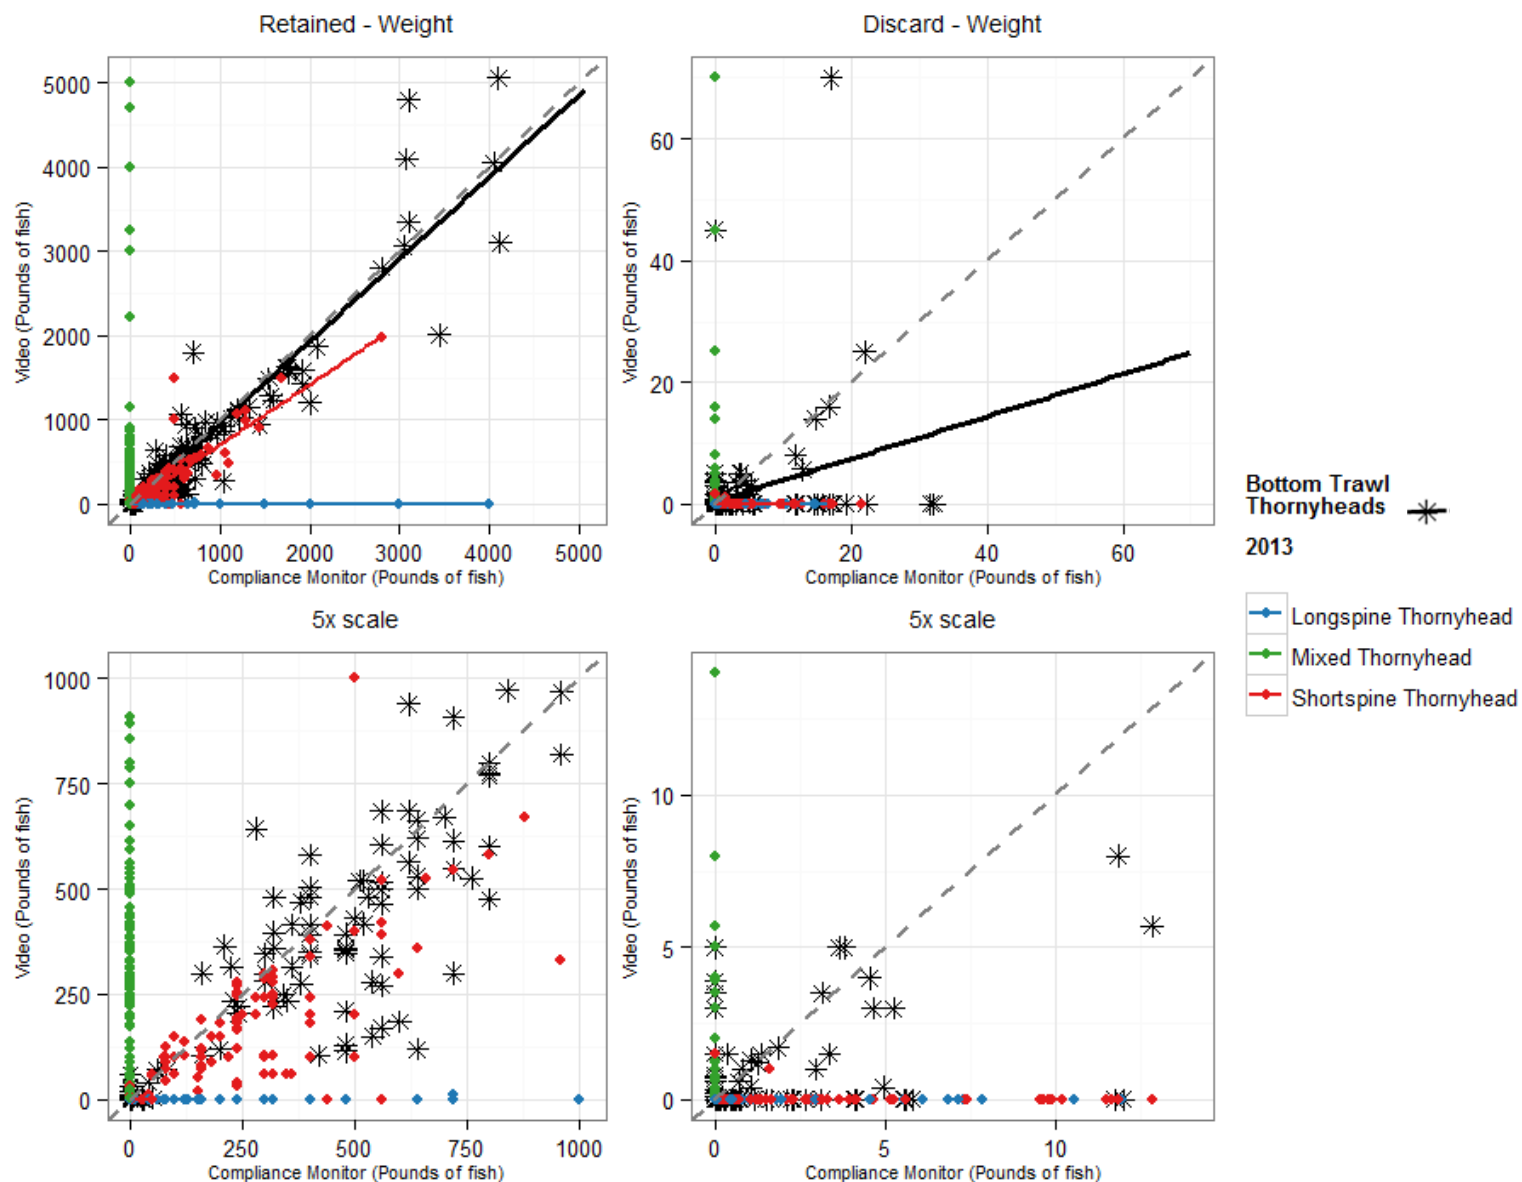 Retained - Weight
Discard - Weight
5000
4000
3000
2000
1000
0
Video (Pounds of fish)
0 1000 2000 3000 4000 5000
Compliance Monitor (Pounds of fish)
60
40
20
0
Video (Pounds of fish)
0 20 40 60
Compliance Monitor (Pounds of fish)
5x scale
5x scale
1000
750
500
250
0
Video (Pounds of fish)
0 250 500 750 1000
Compliance Monitor (Pounds of fish)
10
5
0
Video (Pounds of fish)
0 5 10
Compliance Monitor (Pounds of fish)
Bottom Trawl
Thornyheads
2013
Longspine Thornyhead
Mixed Thornyhead
Shortspine Thornyhead